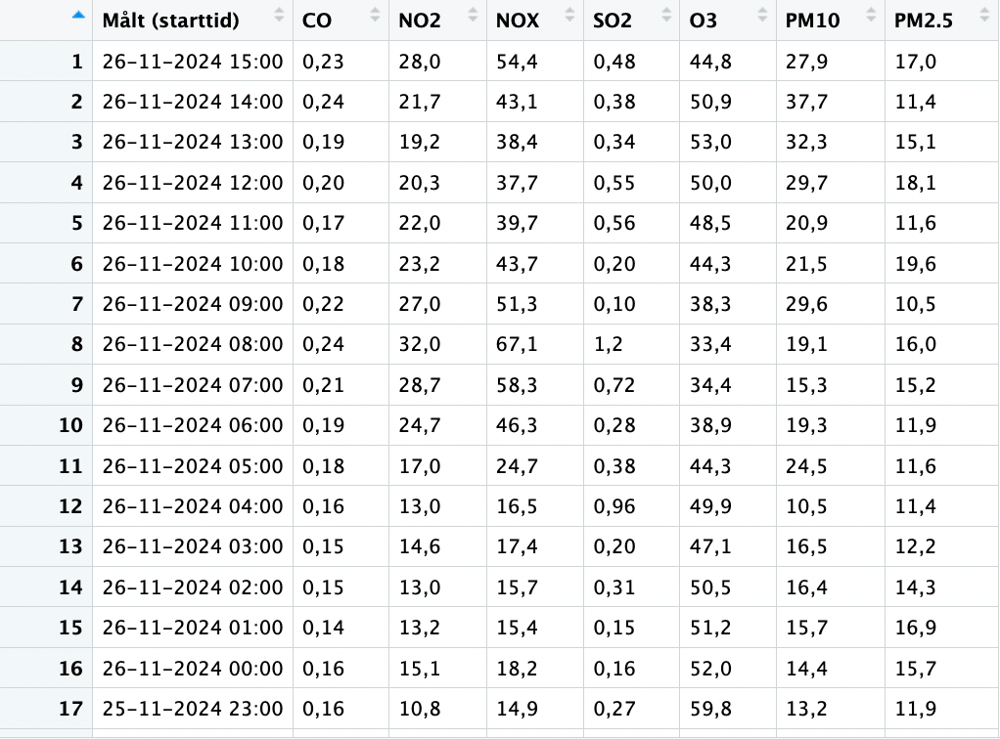 Målt (starttid) CO NO2 NOX SO2 O3 PM10 PM2.5
1 26-11-2024 15:00 0,23 28,0 54,4 0,48 44,8 27,9 17,0
2 26-11-2024 14:00 0,24 21,7 43,1 0,38 50,9 37,7 11,4
3 26-11-2024 13:00 0,19 19,2 38,4 0,34 53,0 32,3 15,1
4 26-11-2024 12:00 0,20 20,3 37,7 0,55 50,0 29,7 18,1
5 26-11-2024 11:00 0,17 22,0 39,7 0,56 48,5 20,9 11,6
6 26-11-2024 10:00 0,18 23,2 43,7 0,20 44,3 21,5 19,6
7 26-11-2024 09:00 0,22 27,0 51,3 0,10 38,3 29,6 10,5
8 26-11-2024 08:00 0,24 32,0 67,1 1,2 33,4 19,1 16,0
9 26-11-2024 07:00 0,21 28,7 58,3 0,72 34,4 15,3 15,2
10 26-11-2024 06:00 0,19 24,7 46,3 0,28 38,9 19,3 11,9
11 26-11-2024 05:00 0,18 17,0 24,7 0,38 44,3 24,5 11,6
12 26-11-2024 04:00 0,16 13,0 16,5 0,96 49,9 10,5 11,4
13 26-11-2024 03:00 0,15 14,6 17,4 0,20 47,1 16,5 12,2
14 26-11-2024 02:00 0,15 13,0 15,7 0,31 50,5 16,4 14,3
15 26-11-2024 01:00 0,14 13,2 15,4 0,15 51,2 15,7 16,9
16 26-11-2024 00:00 0,16 15,1 18,2 0,16 52,0 14,4 15,7
17 25-11-2024 23:00 0,16 10,8 14,9 0,27 59,8 13,2 11,9